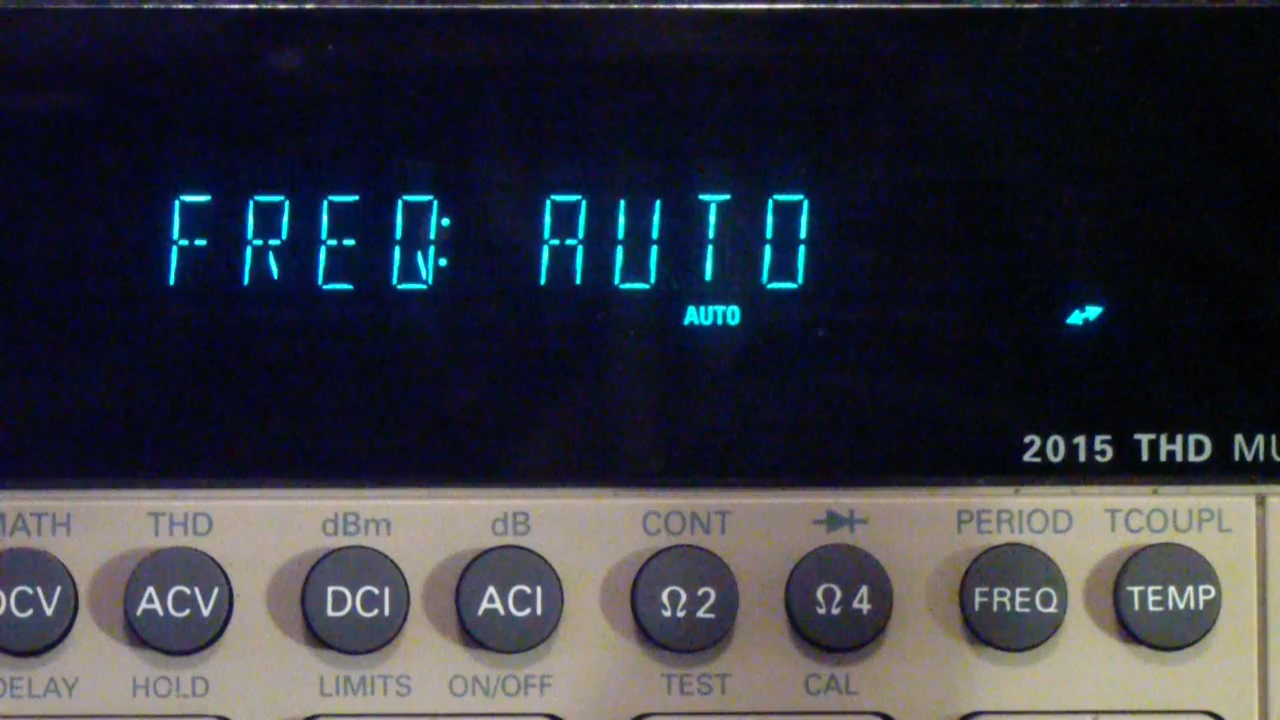 FREQ: AUTO
AUTO
2015 THD MU
MATH THD dBm dB CONT PERIOD TCOUPL
DCV ACV DCI ACI Ω2 Ω4 FREQ TEMP
DELAY HOLD LIMITS ON/OFF TEST CAL